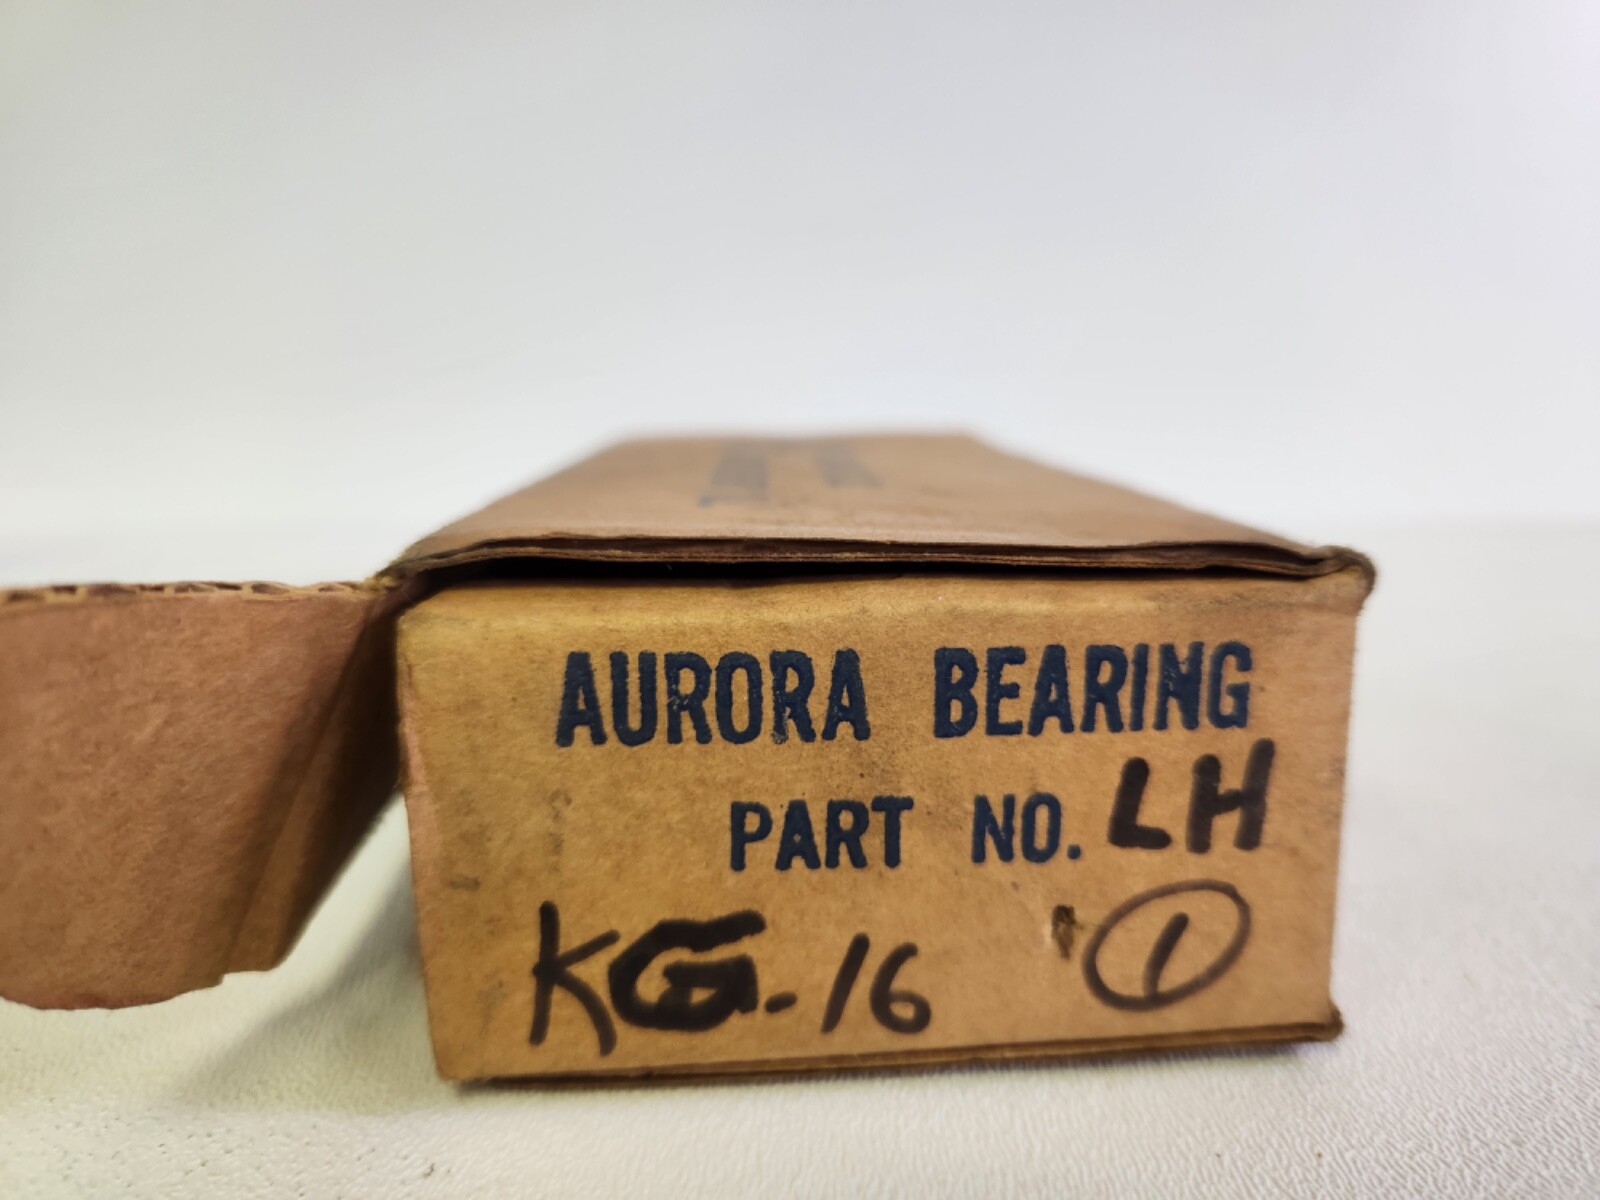 AURORA BEARING
PART NO. LH
KG-16 1